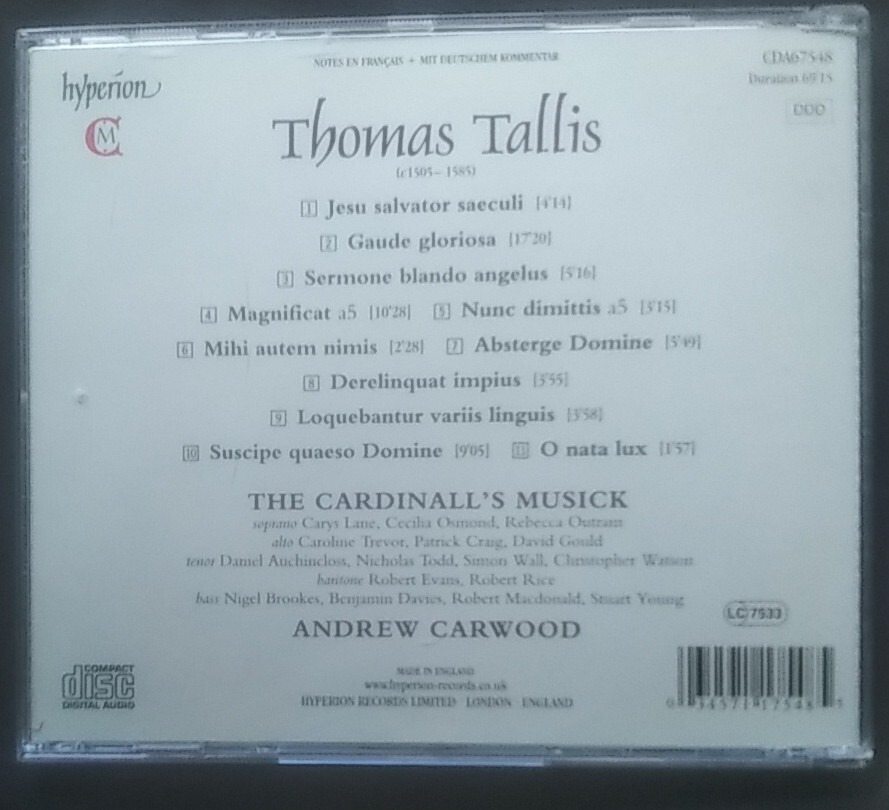 NOTES EN FRANÇAIS + MIT DEUTSCHEM KOMMENTAR
CDA67548
Duration 69'15
DDD
hyperion
CM
Thomas Tallis
(c1505–1585)
1 Jesu salvator saeculi [4'14]
2 Gaude gloriosa [17'20]
3 Sermone blando angelus [5'16]
4 Magnificat a5 [10'28] 5 Nunc dimittis a5 [3'15]
6 Mihi autem nimis [2'28] 7 Absterge Domine [5'49]
8 Derelinquat impius [3'55]
9 Loquebantur variis linguis [3'58]
10 Suscipe quaeso Domine [9'05] 11 O nata lux [1'57]
THE CARDINALL'S MUSICK
soprano Carys Lane, Cecilia Osmond, Rebecca Outram
alto Caroline Trevor, Patrick Craig, David Gould
tenor Daniel Auchincloss, Nicholas Todd, Simon Wall, Christopher Watson
baritone Robert Evans, Robert Rice
bass Nigel Brookes, Benjamin Davies, Robert Macdonald, Stuart Young
ANDREW CARWOOD
LC 7533
COMPACT
disc
DIGITAL AUDIO
MADE IN ENGLAND
www.hyperion-records.co.uk
HYPERION RECORDS LIMITED LONDON ENGLAND
0 34571 17548 5